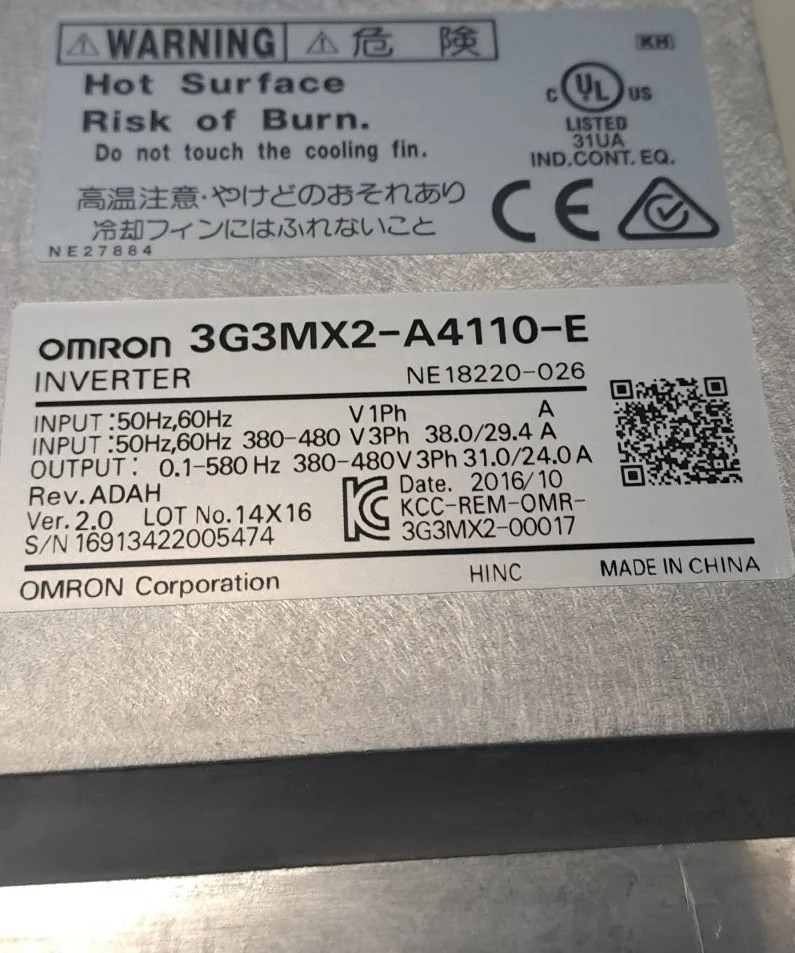 ⚠WARNING ⚠危 険
Hot Surface
Risk of Burn.
Do not touch the cooling fin.
高温注意・やけどのおそれあり
冷却フィンにはふれないこと
NE27884
KH
C UL US
LISTED
31UA
IND.CONT. EQ.
CE
OMRON 3G3MX2-A4110-E
INVERTER NE18220-026
INPUT :50Hz,60Hz V 1Ph A
INPUT :50Hz,60Hz 380-480 V 3Ph 38.0/29.4 A
OUTPUT : 0.1-580 Hz 380-480V 3Ph 31.0/24.0 A
Rev. ADAH Date. 2016/10
Ver. 2.0 LOT No. 14X16 KC KCC-REM-OMR-
S/N 16913422005474 3G3MX2-00017
OMRON Corporation HINC MADE IN CHINA